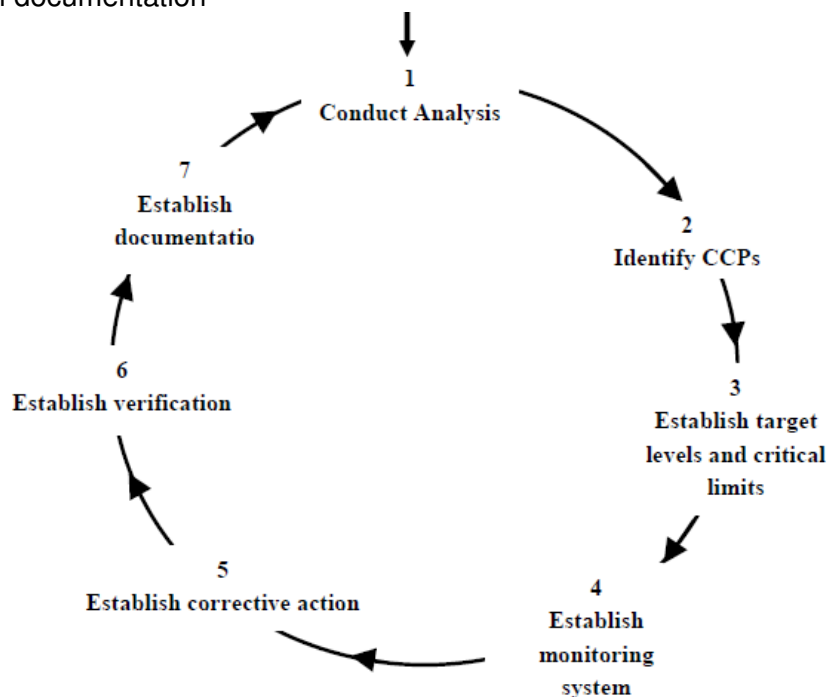 documentation
1
Conduct Analysis
2
Identify CCPs
3
Establish target
levels and critical
limits
4
Establish
monitoring
system
5
Establish corrective action
6
Establish verification
7
Establish
documentatio